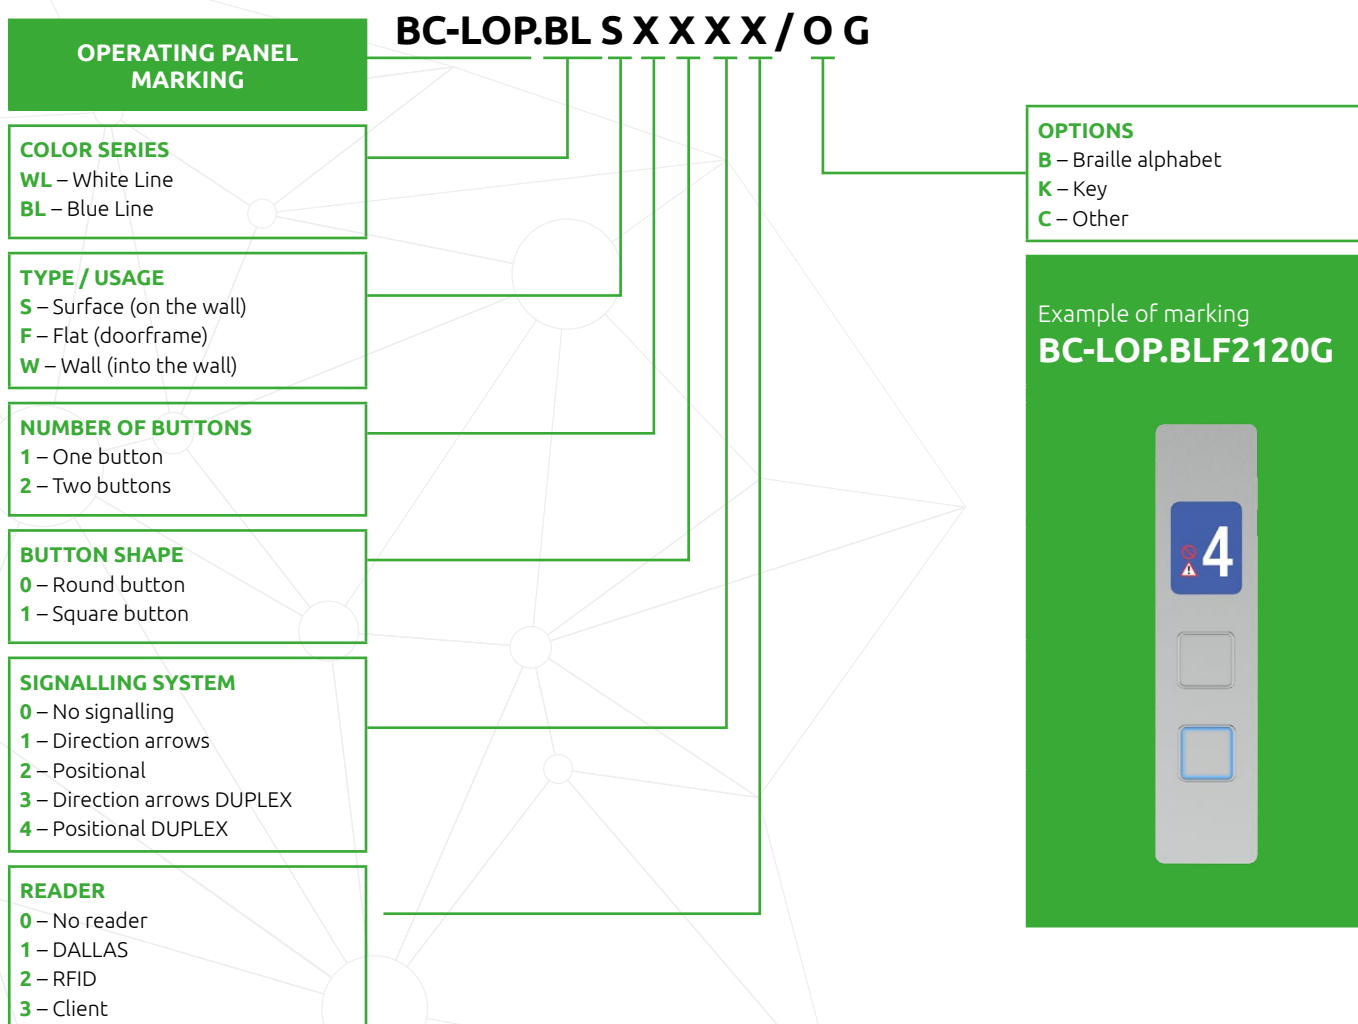 BC-LOP.BL S X X X X / O G
OPERATING PANEL
MARKING
COLOR SERIES
WL – White Line
BL – Blue Line
TYPE / USAGE
S – Surface (on the wall)
F – Flat (doorframe)
W – Wall (into the wall)
NUMBER OF BUTTONS
1 – One button
2 – Two buttons
BUTTON SHAPE
0 – Round button
1 – Square button
SIGNALLING SYSTEM
0 – No signalling
1 – Direction arrows
2 – Positional
3 – Direction arrows DUPLEX
4 – Positional DUPLEX
READER
0 – No reader
1 – DALLAS
2 – RFID
3 – Client
OPTIONS
B – Braille alphabet
K – Key
C – Other
Example of marking
BC-LOP.BLF2120G
4